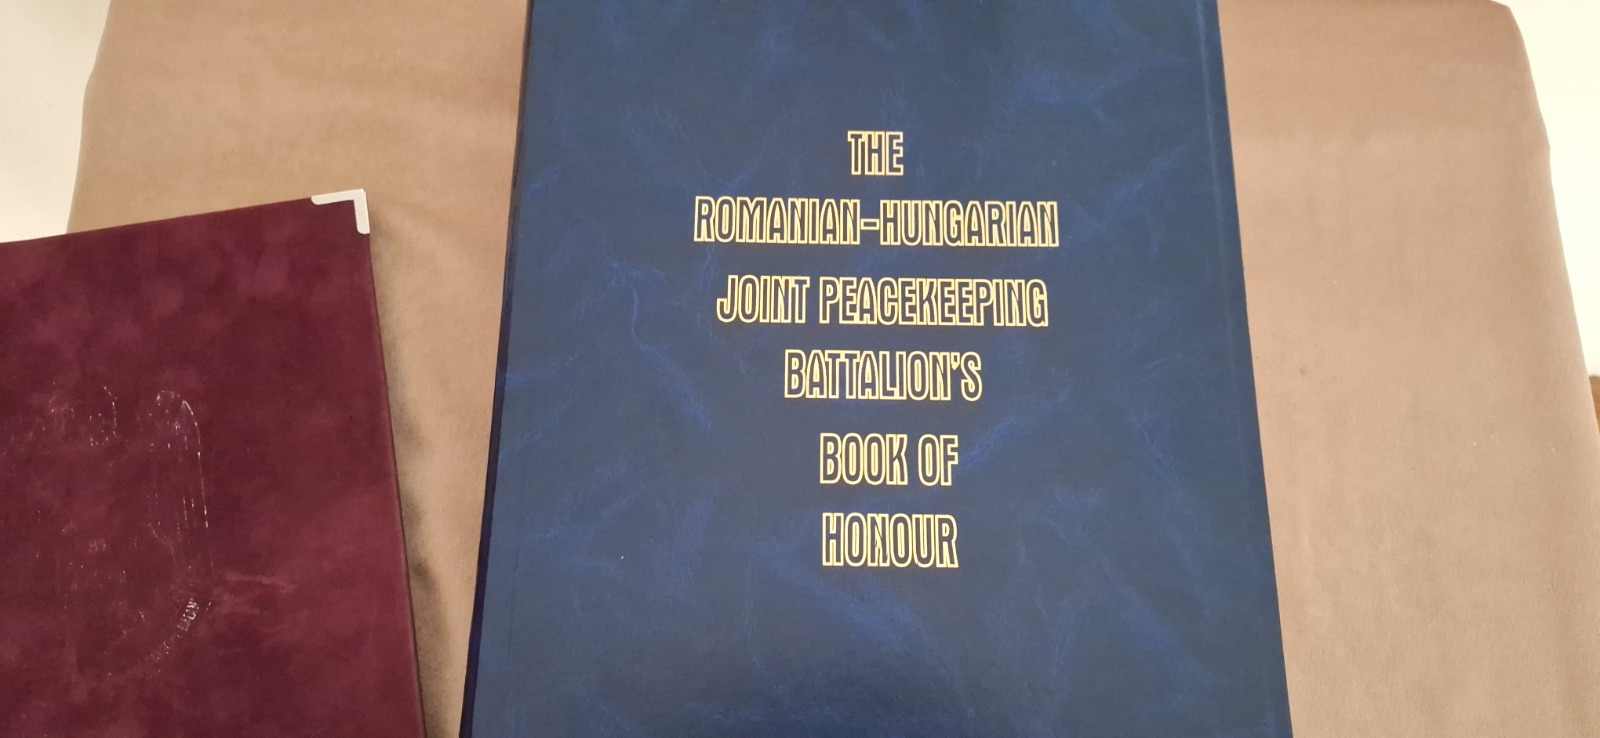 THE
ROMANIAN-HUNGARIAN
JOINT PEACEKEEPING
BATTALION'S
BOOK OF
HONOUR